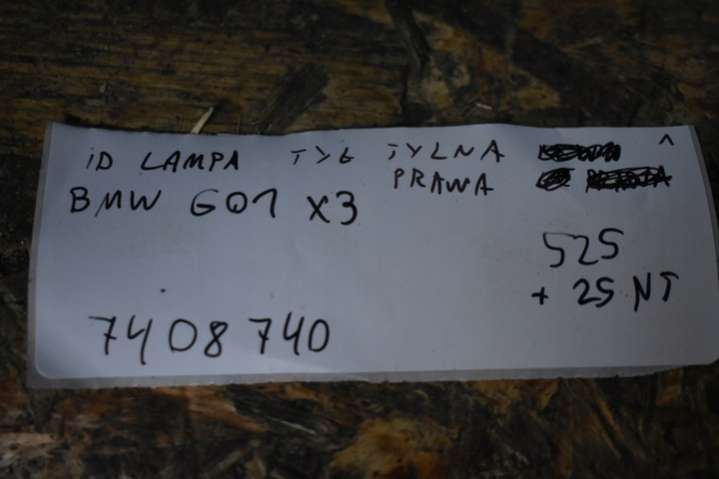 ID LAMPA TYŁ TYLNA ^
PRAWA
BMW G01 X3
525
+ 25 NT
7408740